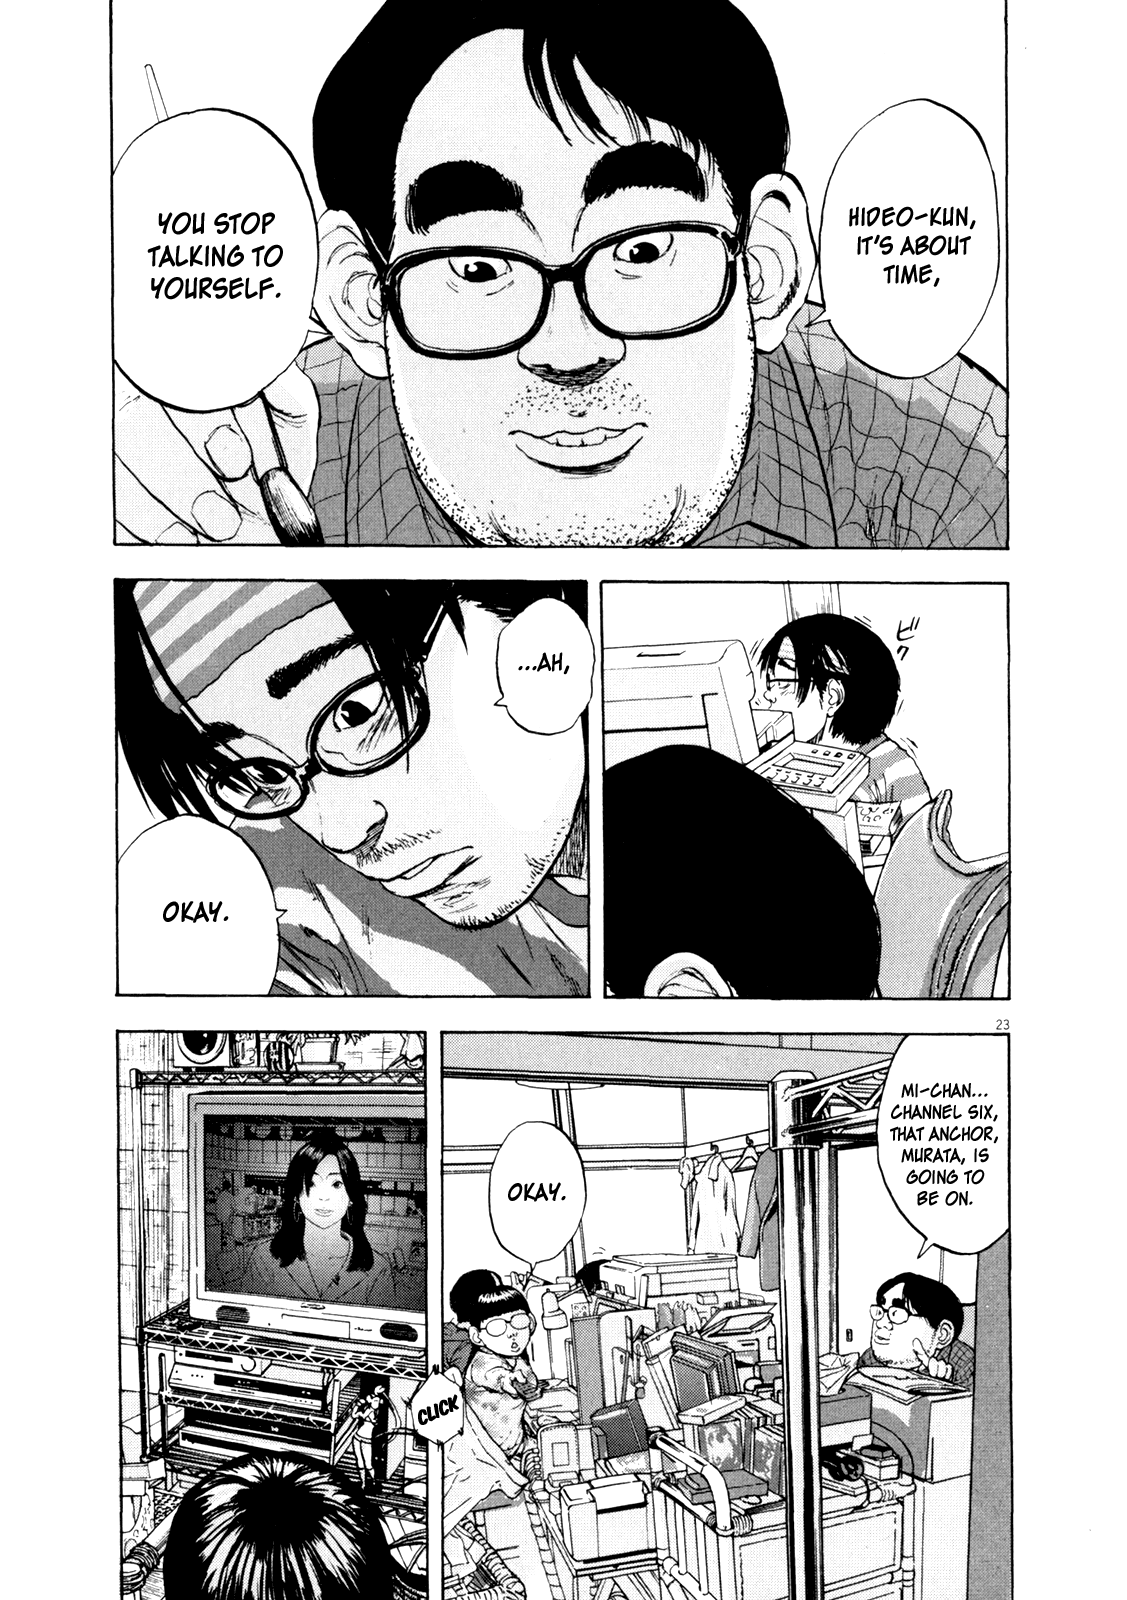 HIDEO-KUN,
IT'S ABOUT
TIME,
YOU STOP
TALKING TO
YOURSELF.
ビクッ
...AH,
OKAY.
23
MI-CHAN...
CHANNEL SIX,
THAT ANCHOR,
MURATA, IS
GOING TO
BE ON.
OKAY.
CLICK